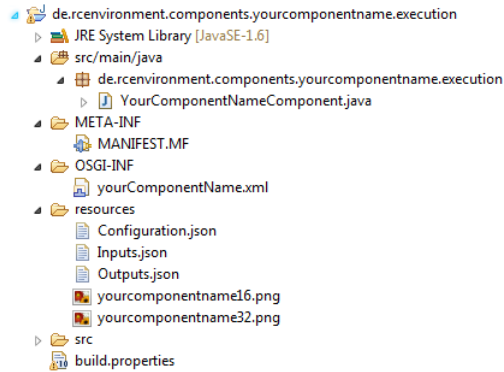 de.rcenvironment.components.yourcomponentname.execution
JRE System Library [JavaSE-1.6]
src/main/java
de.rcenvironment.components.yourcomponentname.execution
YourComponentNameComponent.java
META-INF
MANIFEST.MF
OSGI-INF
yourComponentName.xml
resources
Configuration.json
Inputs.json
Outputs.json
yourcomponentname16.png
yourcomponentname32.png
src
build.properties